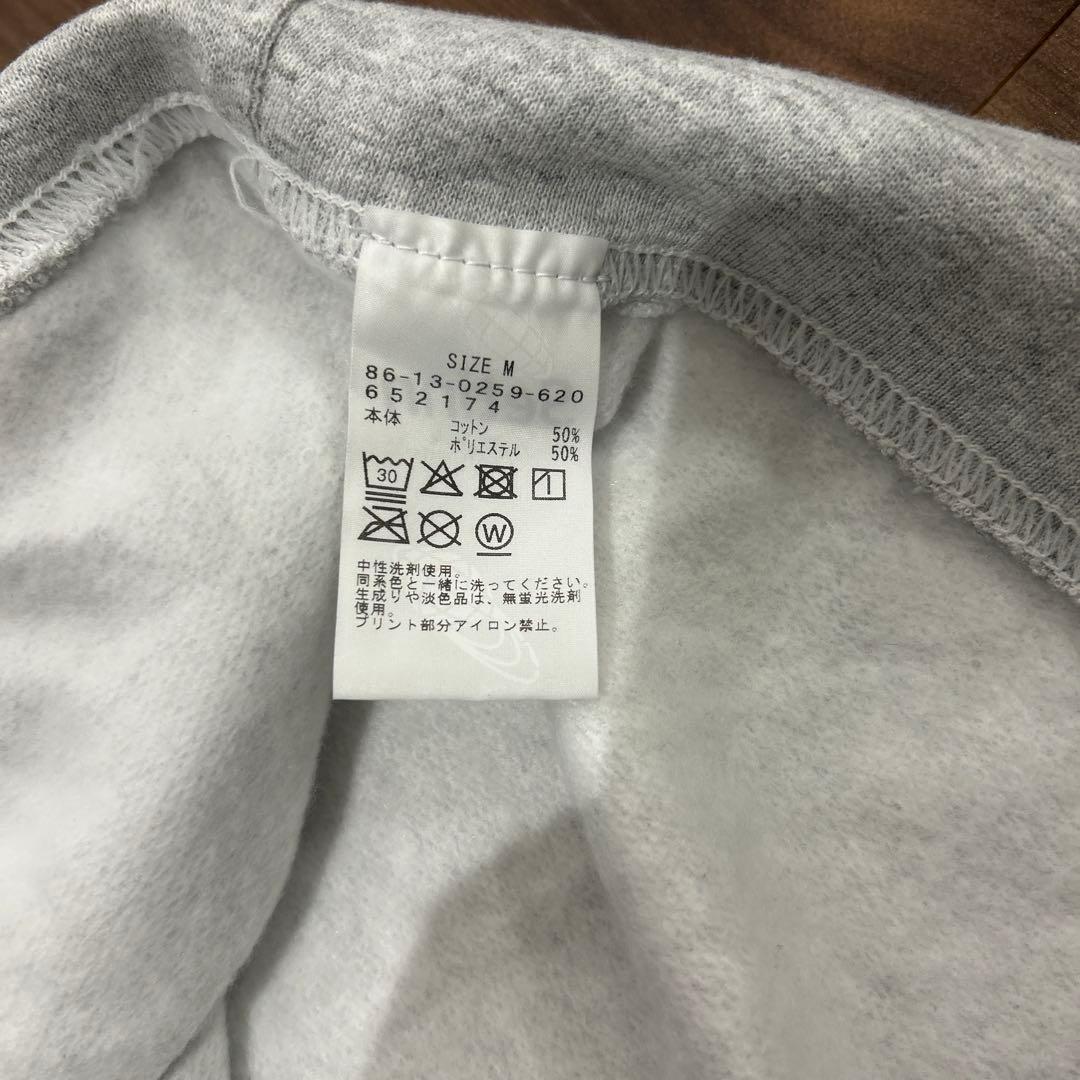 SIZE M
86-13-0259-620
652174
本体 コットン 50%
ポリエステル 50%
30
W
中性洗剤使用。
同系色と一緒に洗ってください。
生成りや淡色品は、無蛍光洗剤
使用。
プリント部分アイロン禁止。